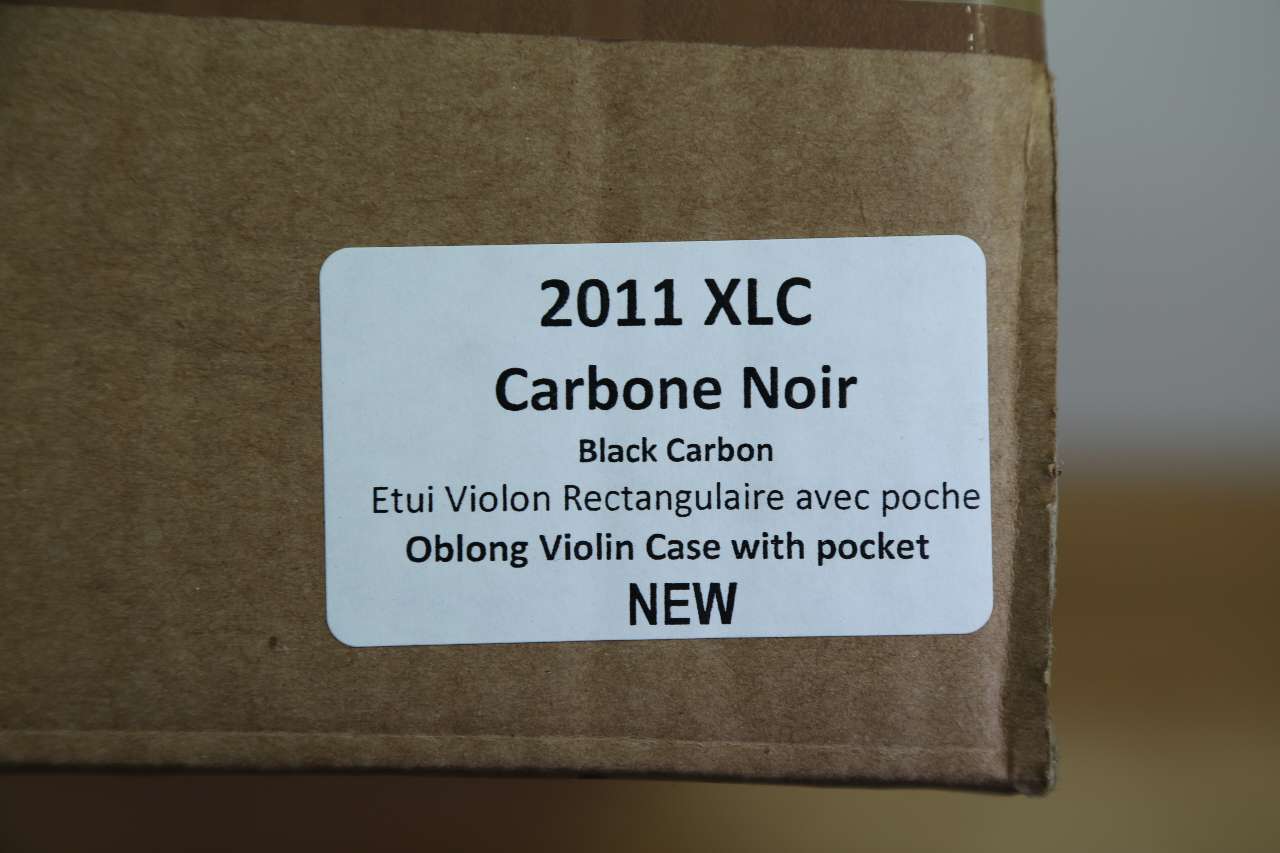 2011 XLC
Carbone Noir
Black Carbon
Etui Violon Rectangulaire avec poche
Oblong Violin Case with pocket
NEW